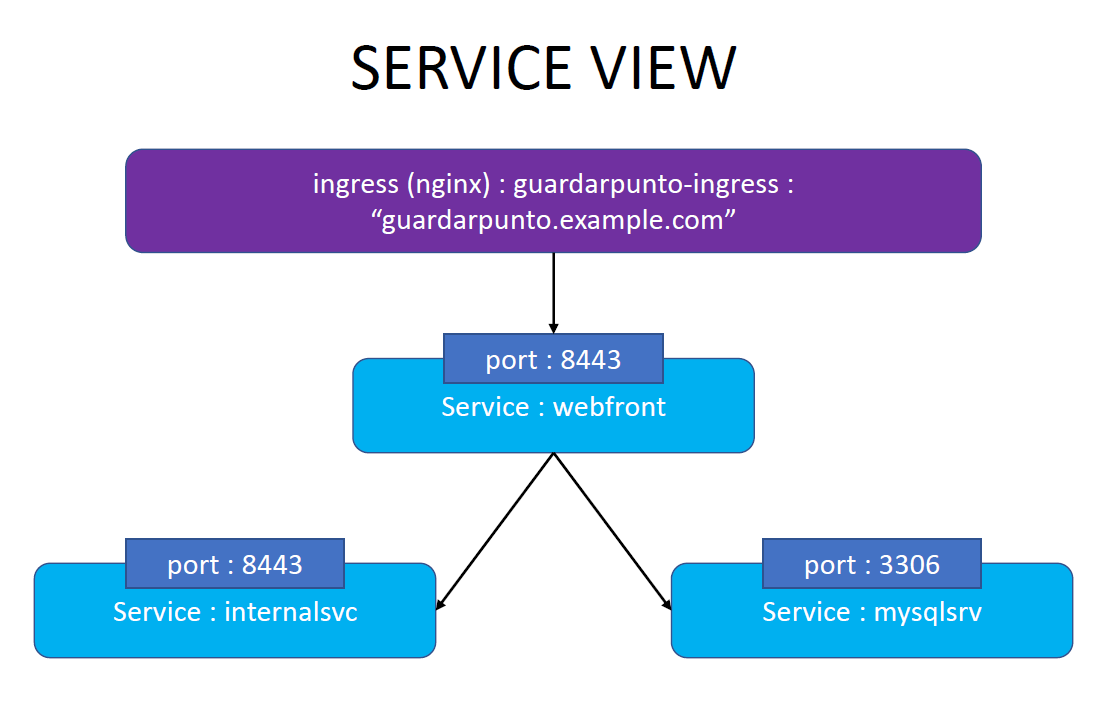 SERVICE VIEW
ingress (nginx) : guardarpunto-ingress :
“guardarpunto.example.com”
port : 8443
Service : webfront
port : 8443
Service : internalsvc
port : 3306
Service : mysqlsrv